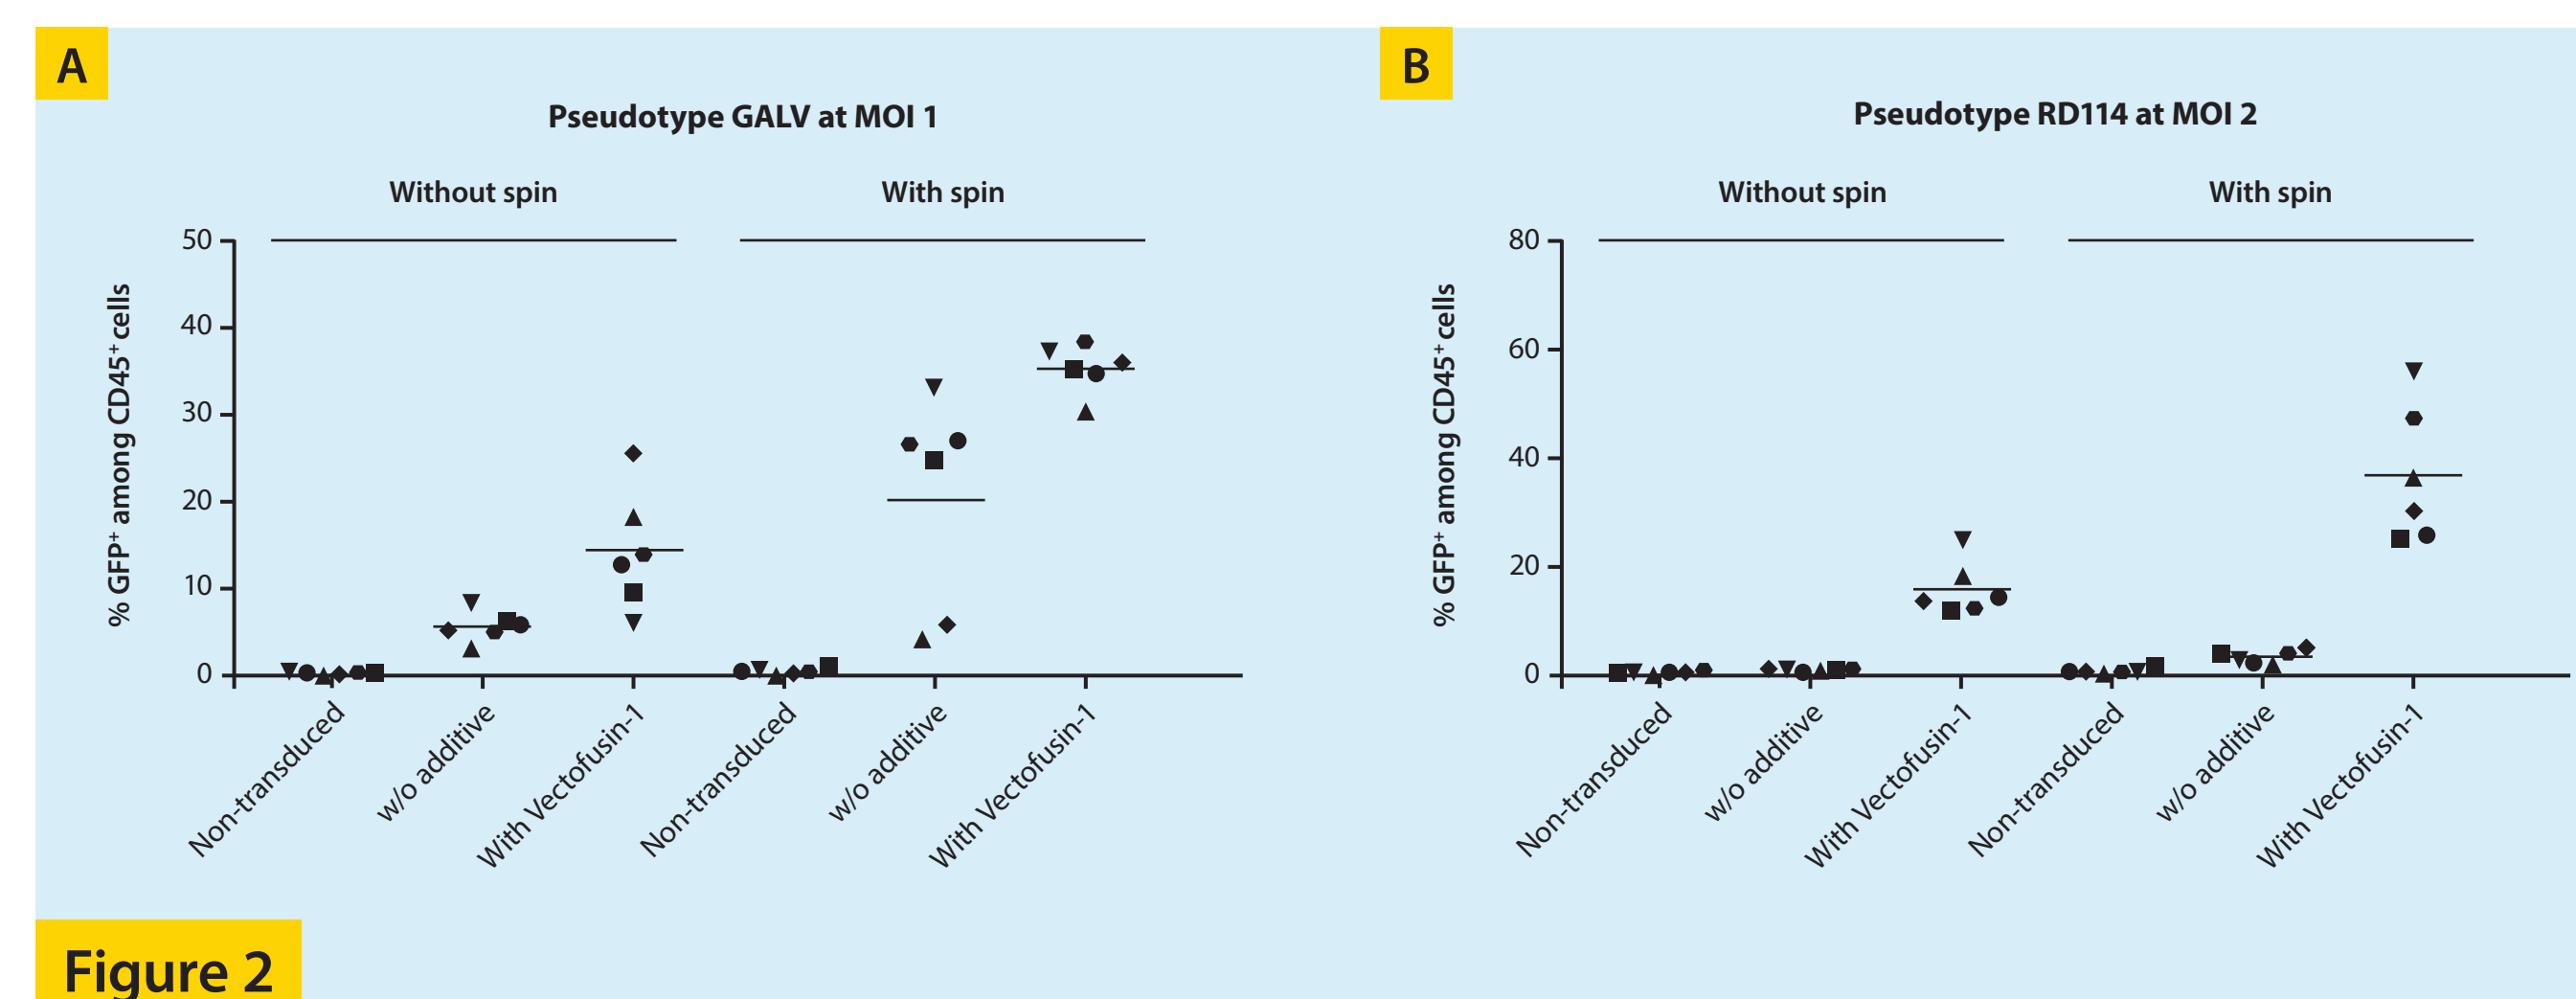 A
Pseudotype GALV at MOI 1
Without spin
With spin
% GFP+ among CD45+ cells
50
40
30
20
10
0
Non-transduced
w/o additive
With Vectofusin-1
Non-transduced
w/o additive
With Vectofusin-1
B
Pseudotype RD114 at MOI 2
Without spin
With spin
% GFP+ among CD45+ cells
80
60
40
20
0
Non-transduced
w/o additive
With Vectofusin-1
Non-transduced
w/o additive
With Vectofusin-1
Figure 2